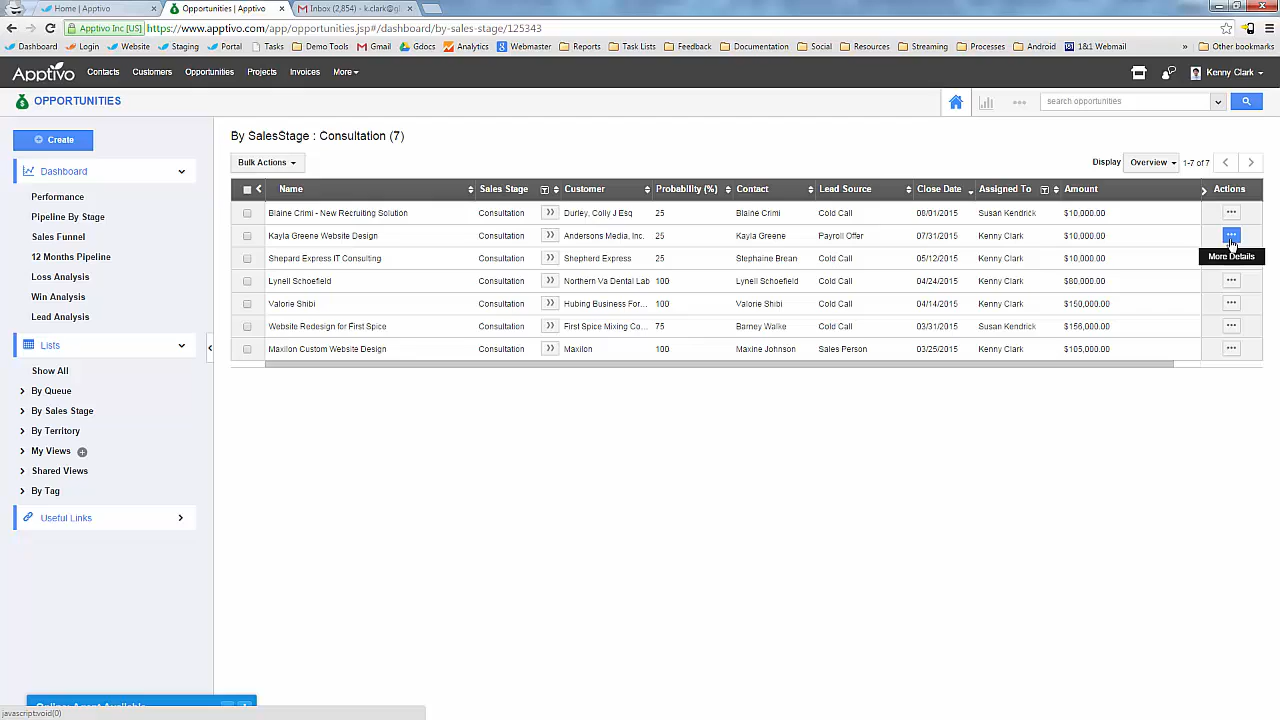 Home | Apptivo
Opportunities | Apptivo
Inbox (2,854) - k.clark@gl
Apptivo Inc [US]
https://www.apptivo.com/app/opportunities.jsp#/dashboard/by-sales-stage/125343
Dashboard
Login
Website
Staging
Portal
Tasks
Demo Tools
Gmail
Gdocs
Analytics
Webmaster
Reports
Task Lists
Feedback
Documentation
Social
Resources
Streaming
Processes
Android
1&1 Webmail
»
Other bookmarks
Apptivo
Contacts
Customers
Opportunities
Projects
Invoices
More
Kenny Clark
OPPORTUNITIES
search opportunities
Create
Dashboard
Performance
Pipeline By Stage
Sales Funnel
12 Months Pipeline
Loss Analysis
Win Analysis
Lead Analysis
Lists
Show All
By Queue
By Sales Stage
By Territory
My Views
Shared Views
By Tag
Useful Links
By SalesStage : Consultation (7)
Bulk Actions
Display Overview 1-7 of 7
Name Sales Stage Customer Probability (%) Contact Lead Source Close Date Assigned To Amount Actions
Blaine Crimi - New Recruiting Solution Consultation Durley, Colly J Esq 25 Blaine Crimi Cold Call 08/01/2015 Susan Kendrick $10,000.00
Kayla Greene Website Design Consultation Andersons Media, Inc. 25 Kayla Greene Payroll Offer 07/31/2015 Kenny Clark $10,000.00
Shepard Express IT Consulting Consultation Shepherd Express 25 Stephaine Brean Cold Call 05/12/2015 Kenny Clark $10,000.00
More Details
Lynell Schoefield Consultation Northern Va Dental Lab 100 Lynell Schoefield Cold Call 04/24/2015 Kenny Clark $80,000.00
Valorie Shibi Consultation Hubing Business For... 100 Valorie Shibi Cold Call 04/14/2015 Kenny Clark $150,000.00
Website Redesign for First Spice Consultation First Spice Mixing Co... 75 Barney Walke Cold Call 03/31/2015 Susan Kendrick $156,000.00
Maxilon Custom Website Design Consultation Maxilon 100 Maxine Johnson Sales Person 03/25/2015 Kenny Clark $105,000.00
Online: Agent Available
javascript:void(0)